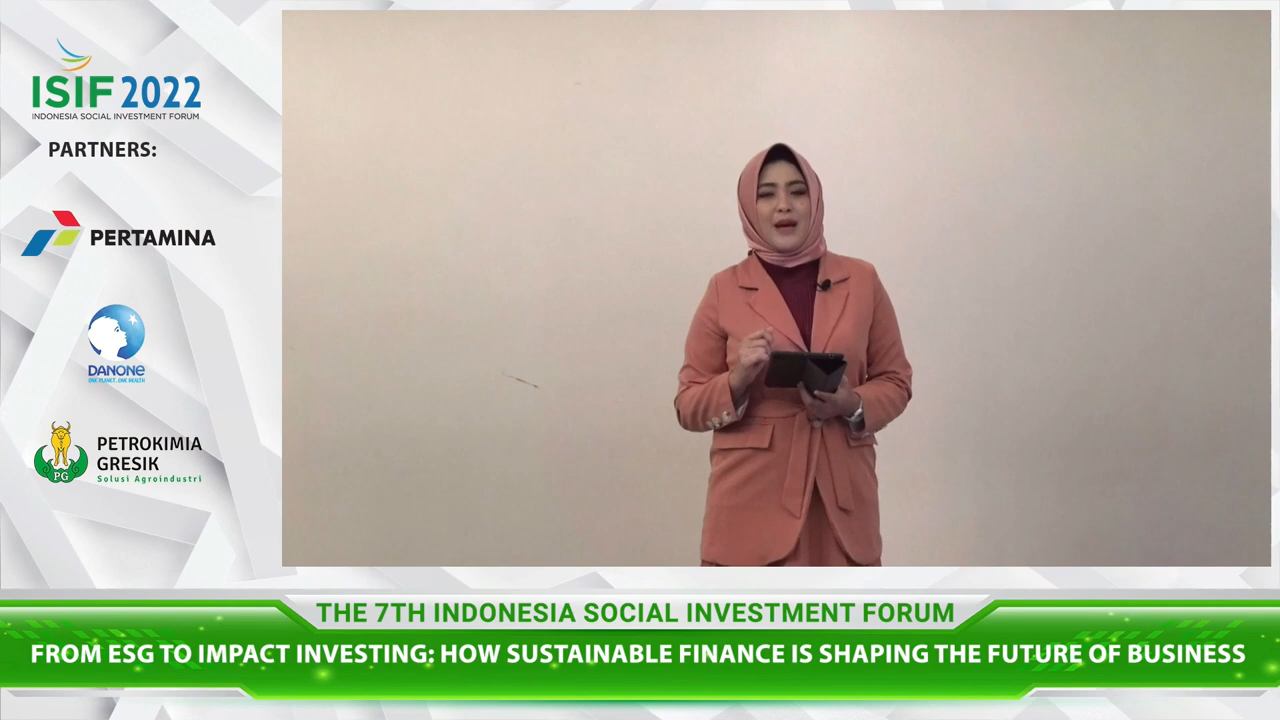 ISIF 2022
INDONESIA SOCIAL INVESTMENT FORUM
PARTNERS:
PERTAMINA
DANONE
ONE PLANET. ONE HEALTH
PG
PETROKIMIA
GRESIK
Solusi Agroindustri
THE 7TH INDONESIA SOCIAL INVESTMENT FORUM
FROM ESG TO IMPACT INVESTING: HOW SUSTAINABLE FINANCE IS SHAPING THE FUTURE OF BUSINESS